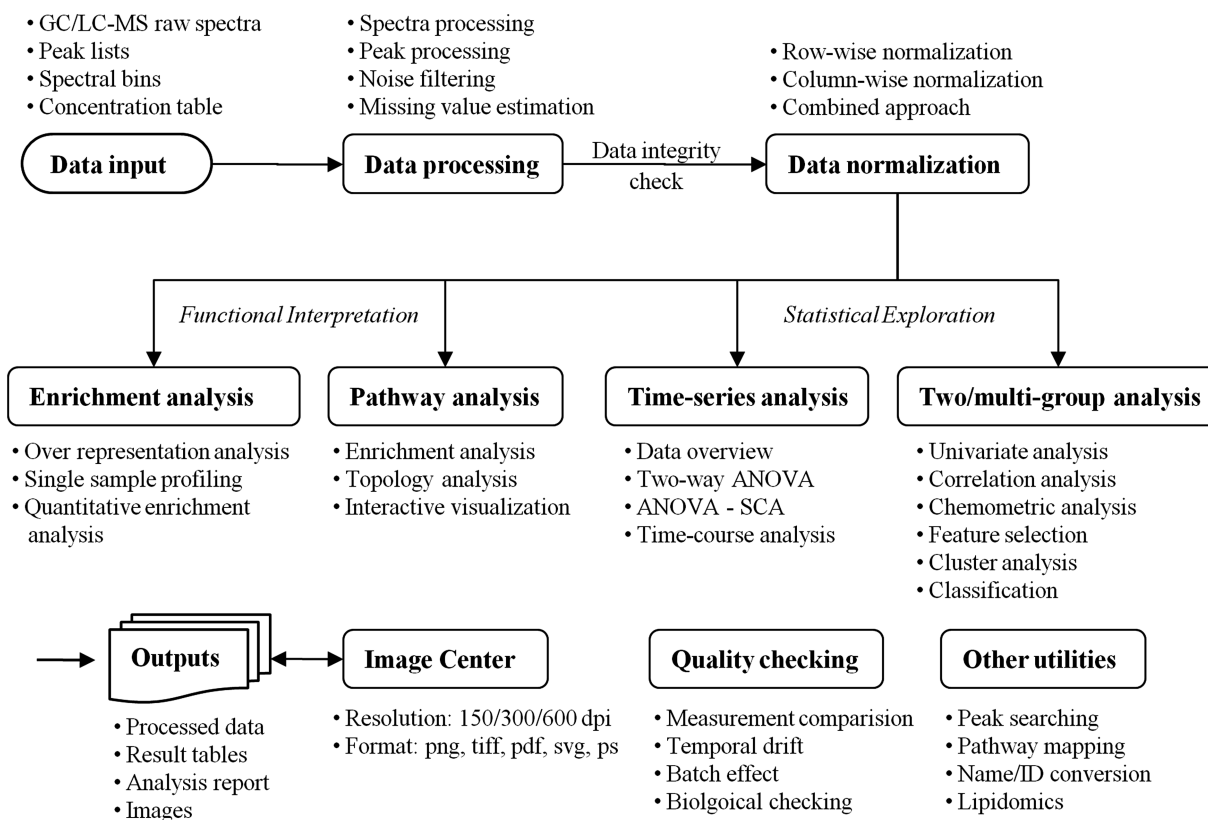 • GC/LC-MS raw spectra
• Peak lists
• Spectral bins
• Concentration table
• Spectra processing
• Peak processing
• Noise filtering
• Missing value estimation
• Row-wise normalization
• Column-wise normalization
• Combined approach
Data input
Data processing
Data integrity
check
Data normalization
Functional Interpretation
Statistical Exploration
Enrichment analysis
• Over representation analysis
• Single sample profiling
• Quantitative enrichment
analysis
Pathway analysis
• Enrichment analysis
• Topology analysis
• Interactive visualization
Time-series analysis
• Data overview
• Two-way ANOVA
• ANOVA - SCA
• Time-course analysis
Two/multi-group analysis
• Univariate analysis
• Correlation analysis
• Chemometric analysis
• Feature selection
• Cluster analysis
• Classification
Outputs
• Processed data
• Result tables
• Analysis report
• Images
Image Center
• Resolution: 150/300/600 dpi
• Format: png, tiff, pdf, svg, ps
Quality checking
• Measurement comparision
• Temporal drift
• Batch effect
• Biolgoical checking
Other utilities
• Peak searching
• Pathway mapping
• Name/ID conversion
• Lipidomics